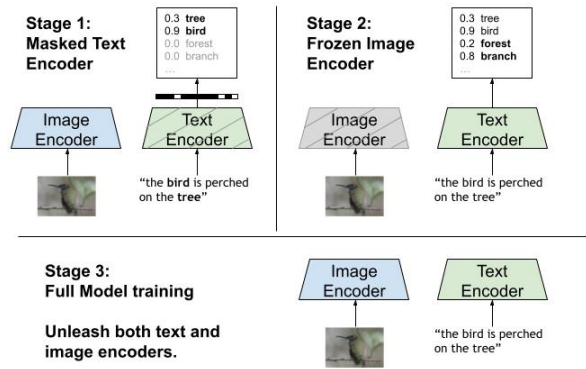 Stage 1:
Masked Text
Encoder
0.3 tree
0.9 bird
0.0 forest
0.0 branch
...
Image
Encoder
Text
Encoder
“the bird is perched
on the tree”
Stage 2:
Frozen Image
Encoder
0.3 tree
0.9 bird
0.2 forest
0.8 branch
...
Image
Encoder
Text
Encoder
“the bird is perched
on the tree”
Stage 3:
Full Model training
Unleash both text and
image encoders.
Image
Encoder
Text
Encoder
“the bird is perched
on the tree”